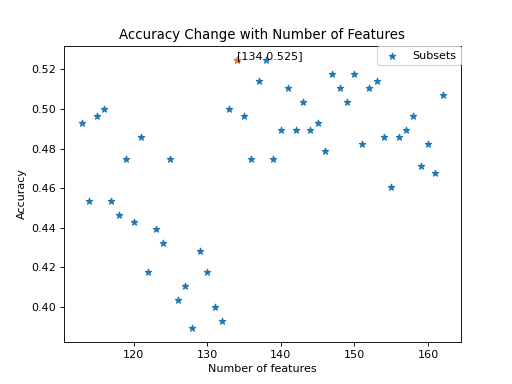 Accuracy Change with Number of Features
[134,0.525]
Subsets
0.52
0.50
0.48
0.46
0.44
0.42
0.40
Accuracy
120 130 140 150 160
Number of features